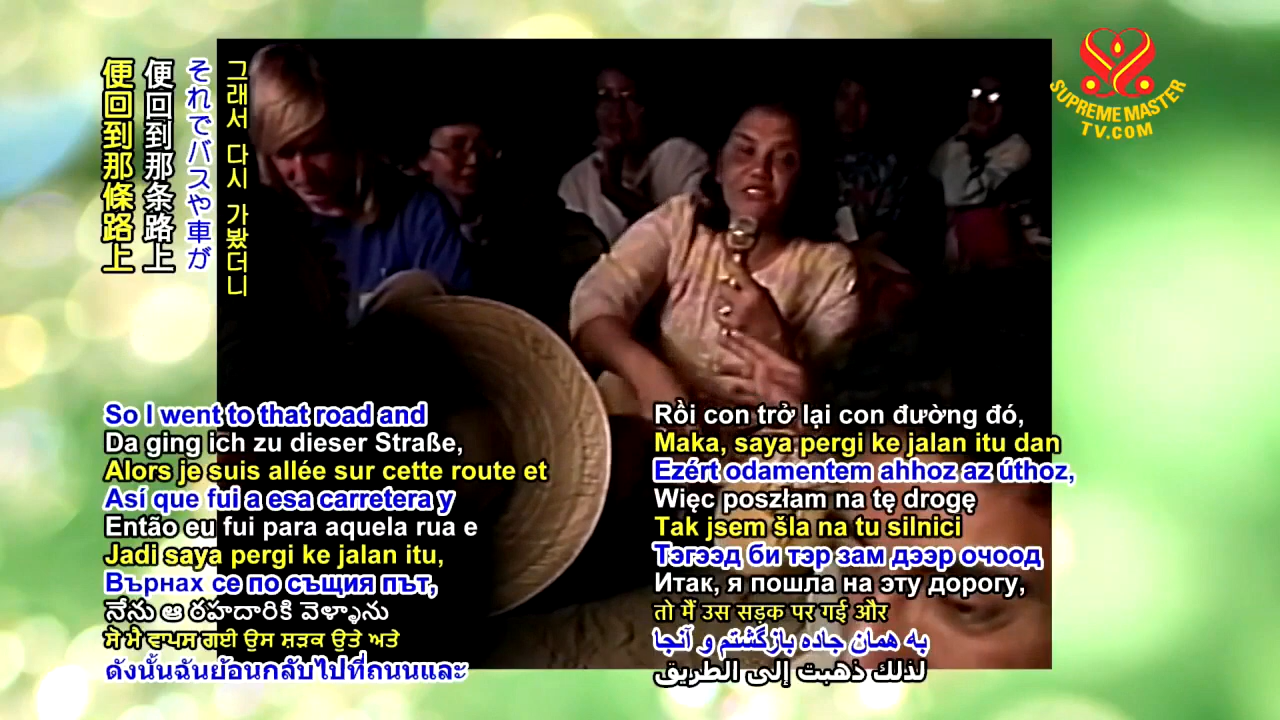 便回到那條路上
便回到那条路上
それでバスや車が
그래서 다시 가봤더니
SUPREME MASTER
TV.COM
So I went to that road and
Da ging ich zu dieser Straße,
Alors je suis allée sur cette route et
Así que fui a esa carretera y
Então eu fui para aquela rua e
Jadi saya pergi ke jalan itu,
Върнах се по същия път,
నేను ఆ రహదారికి వెళ్ళాను
ਸੋ ਮੈਂ ਵਾਪਸ ਗਈ ਉਸ ਸੜਕ ਉਤੇ ਅਤੇ
ดังนั้นฉันย้อนกลับไปที่ถนนและ
Rồi con trở lại con đường đó,
Maka, saya pergi ke jalan itu dan
Ezért odamentem ahhoz az úthoz,
Więc poszłam na tę drogę
Tak jsem šla na tu silnici
Тэгээд би тэр зам дээр очоод
Итак, я пошла на эту дорогу,
तो मैं उस सड़क पर गई और
به همان جاده بازگشتم و آنجا
لذلك ذهبت إلى الطريق